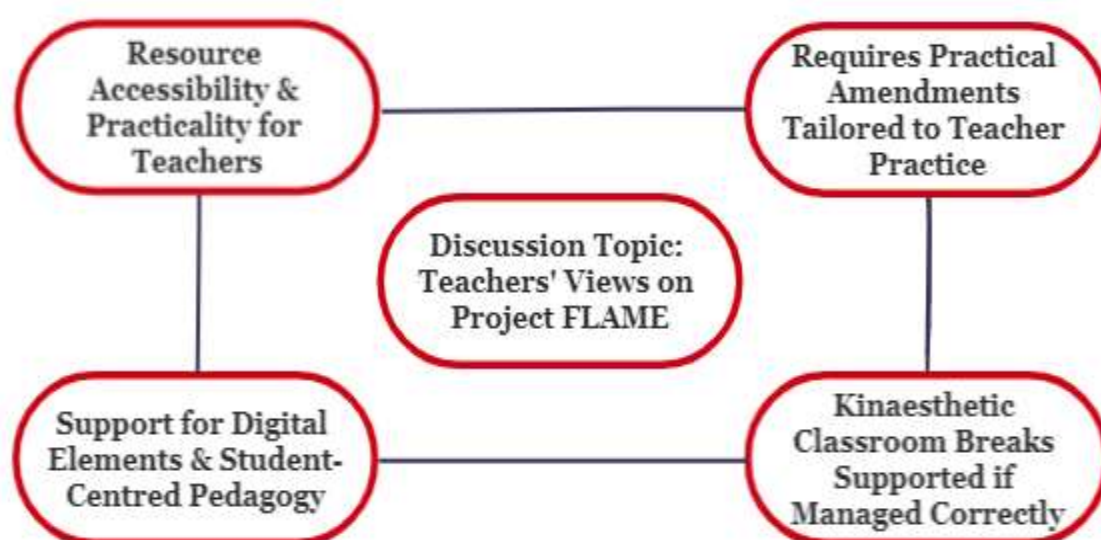 Resource
Accessibility &
Practicality for
Teachers
Requires Practical
Amendments
Tailored to Teacher
Practice
Discussion Topic:
Teachers' Views on
Project FLAME
Support for Digital
Elements & Student-
Centred Pedagogy
Kinaesthetic
Classroom Breaks
Supported if
Managed Correctly